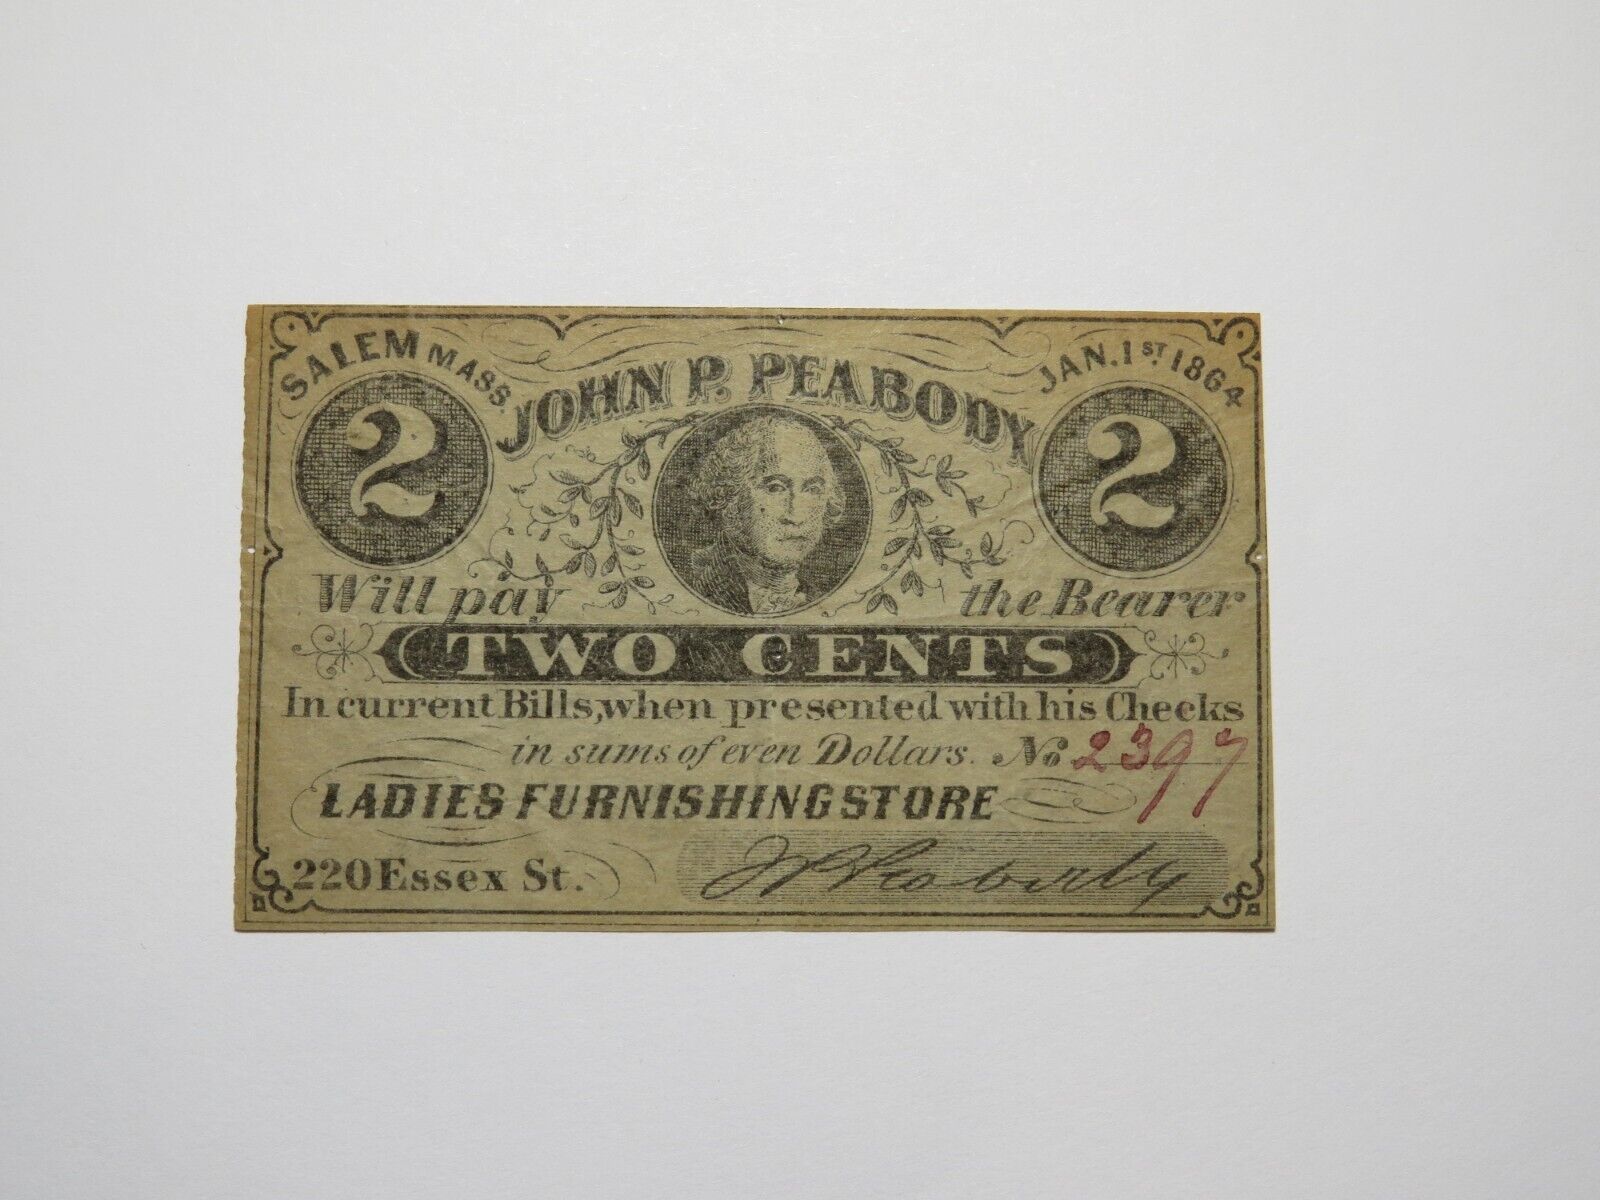 SALEM MASS.
JAN. 1ST. 1864
JOHN P. PEABODY
2 2
Will pay the Bearer
TWO CENTS
In current Bills, when presented with his Checks
in sums of even Dollars. No 2397
LADIES FURNISHING STORE
220 Essex St.